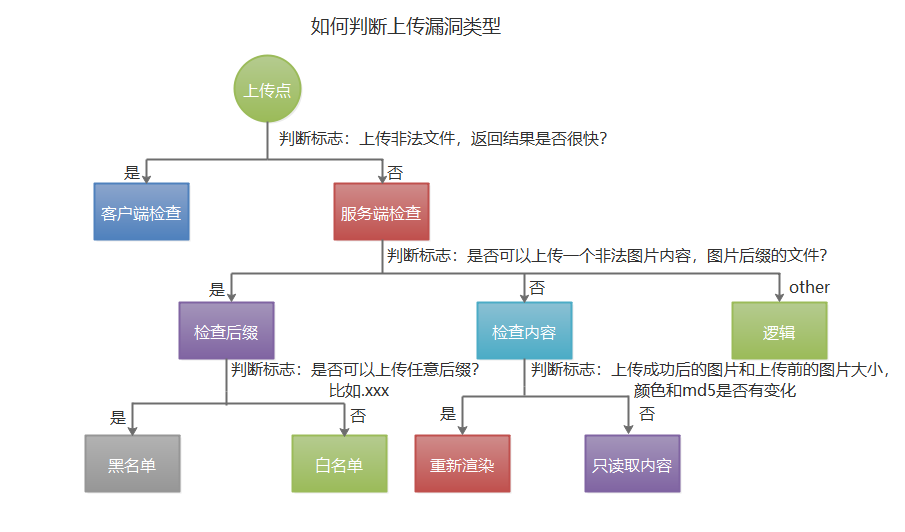 如何判断上传漏洞类型
上传点
判断标志：上传非法文件，返回结果是否很快？
是
否
客户端检查
服务端检查
判断标志：是否可以上传一个非法图片内容，图片后缀的文件？
是
否
other
检查后缀
检查内容
逻辑
判断标志：是否可以上传任意后缀？
比如.xxx
判断标志：上传成功后的图片和上传前的图片大小，
颜色和md5是否有变化
是
否
是
否
黑名单
白名单
重新渲染
只读取内容